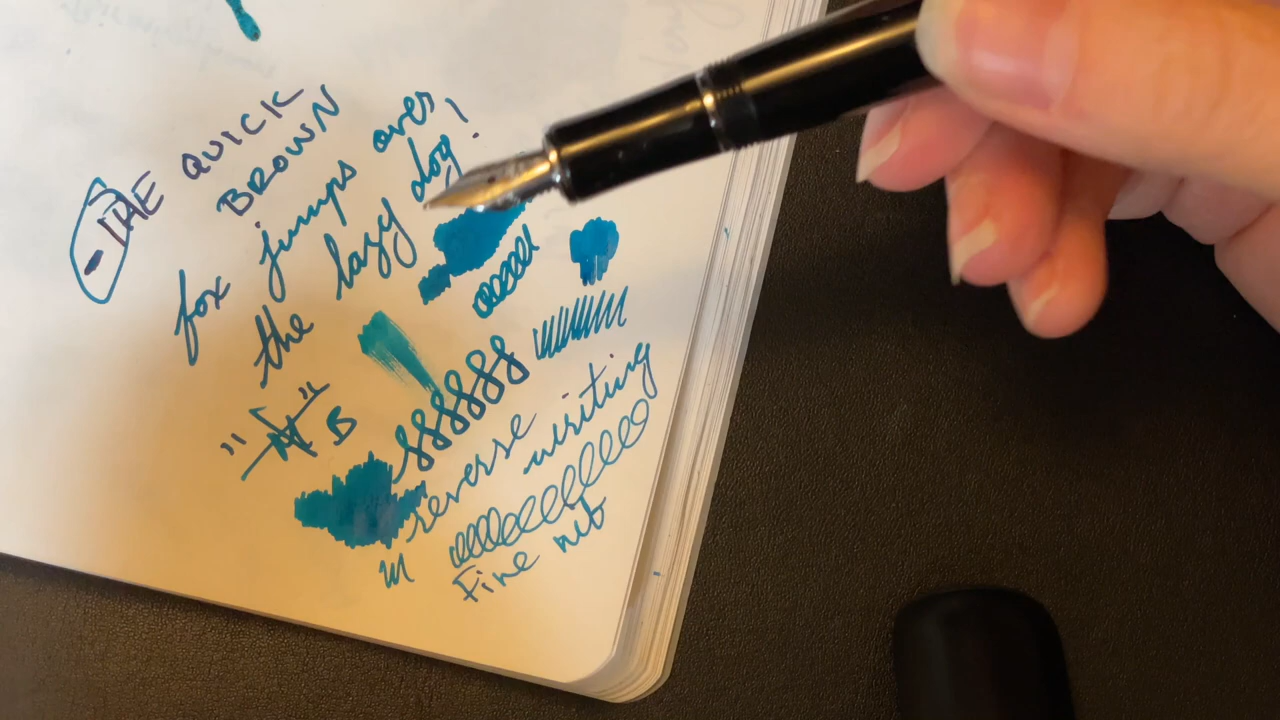 THE QUICK
BROWN
fox jumps over
the lazy dog!
B
reverse writing
Fine nib